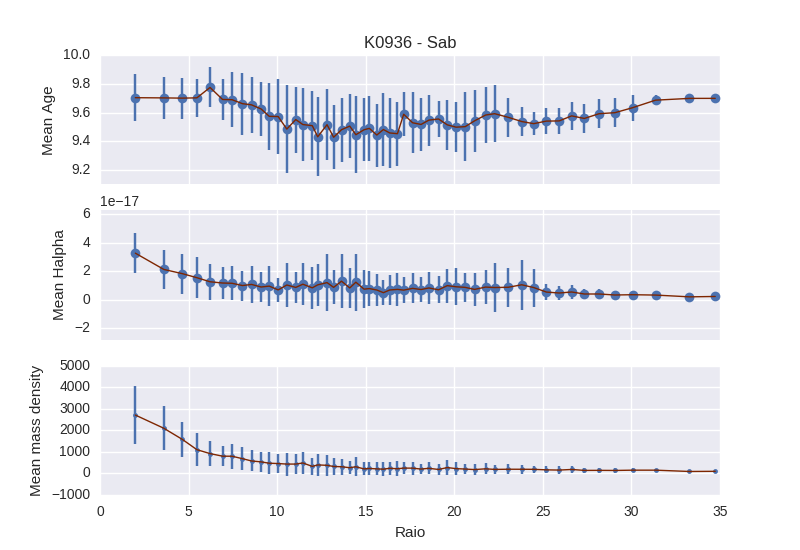 K0936 - Sab
10.0
9.8
9.6
9.4
9.2
Mean Age
1e−17
6
4
2
0
−2
Mean Halpha
5000
4000
3000
2000
1000
0
−1000
Mean mass density
0 5 10 15 20 25 30 35
Raio